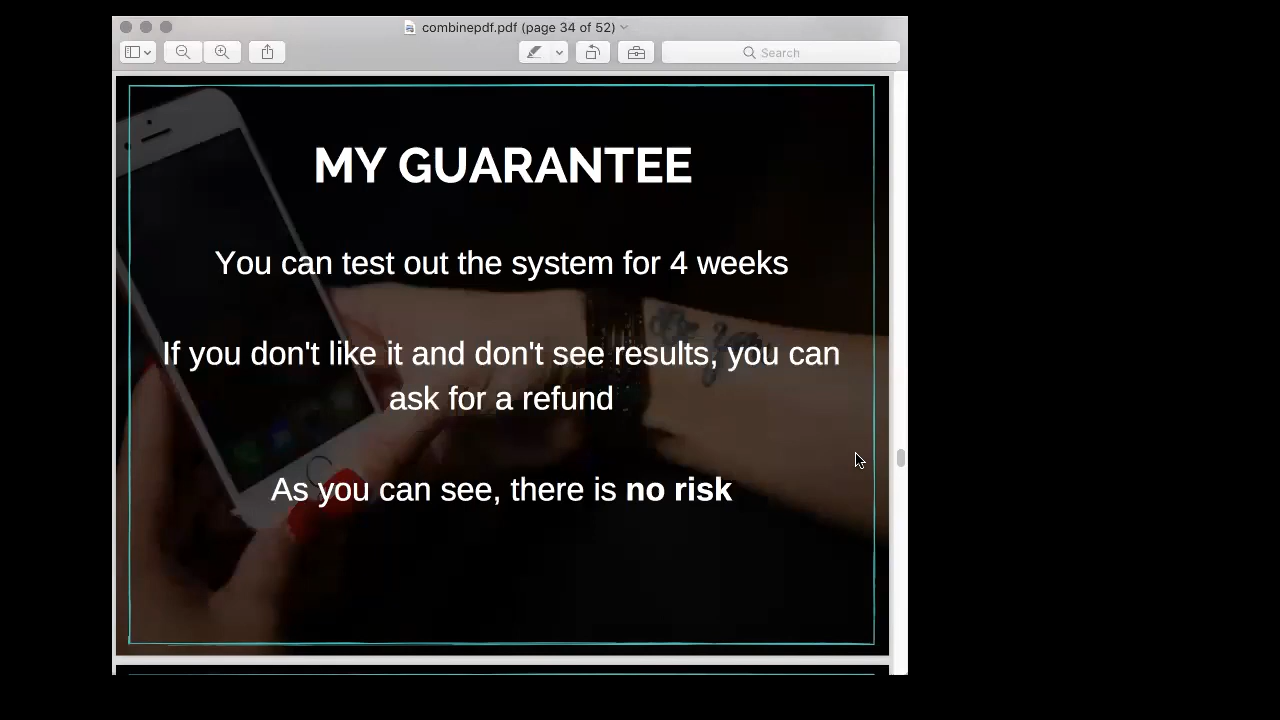 combinepdf.pdf (page 34 of 52)
Search
MY GUARANTEE
You can test out the system for 4 weeks
If you don't like it and don't see results, you can
ask for a refund
As you can see, there is no risk